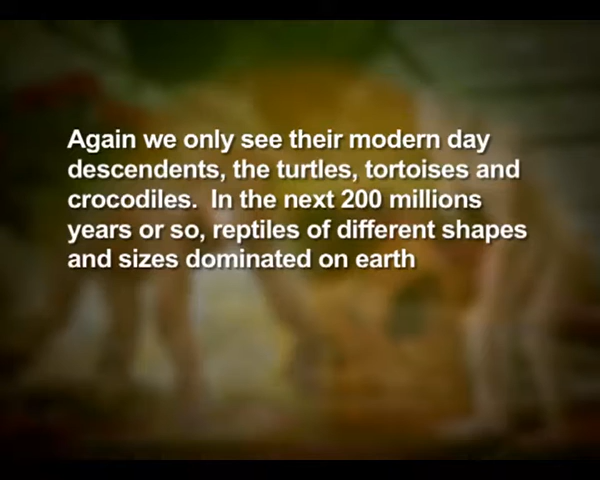 Again we only see their modern day
descendents, the turtles, tortoises and
crocodiles.  In the next 200 millions
years or so, reptiles of different shapes
and sizes dominated on earth